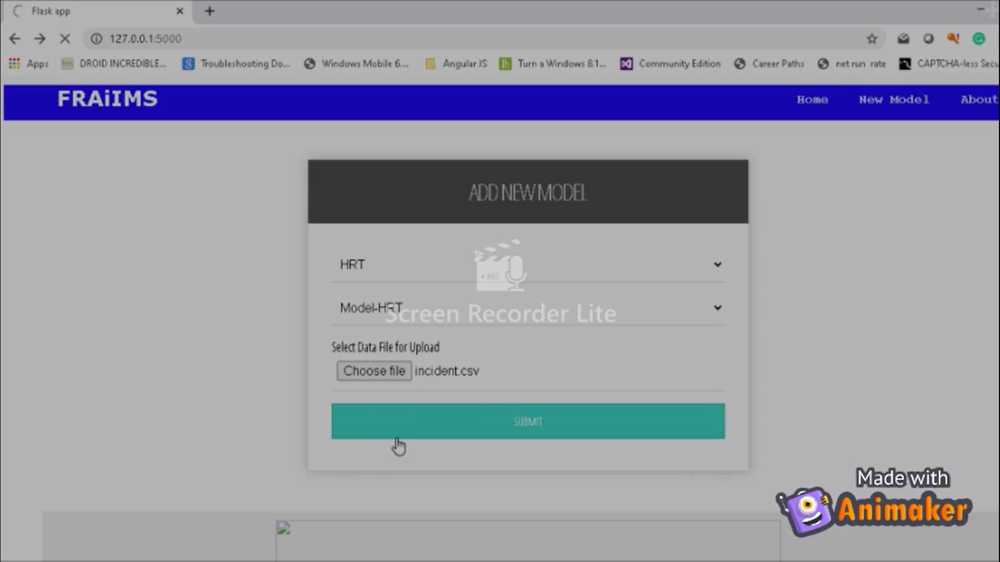 Flask app
127.0.0.1:5000
Apps DROID INCREDIBLE... Troubleshooting Do... Windows Mobile 6.... AngularJS Turn a Windows 8.1... Community Edition Career Paths net run rate CAPTCHA-less Secu
FRAiIMS Home New Model About
ADD NEW MODEL
HRT
• REC
Model-HRT
Screen Recorder Lite
Select Data File for Upload
Choose file incident.csv
SUBMIT
Made with
Animaker